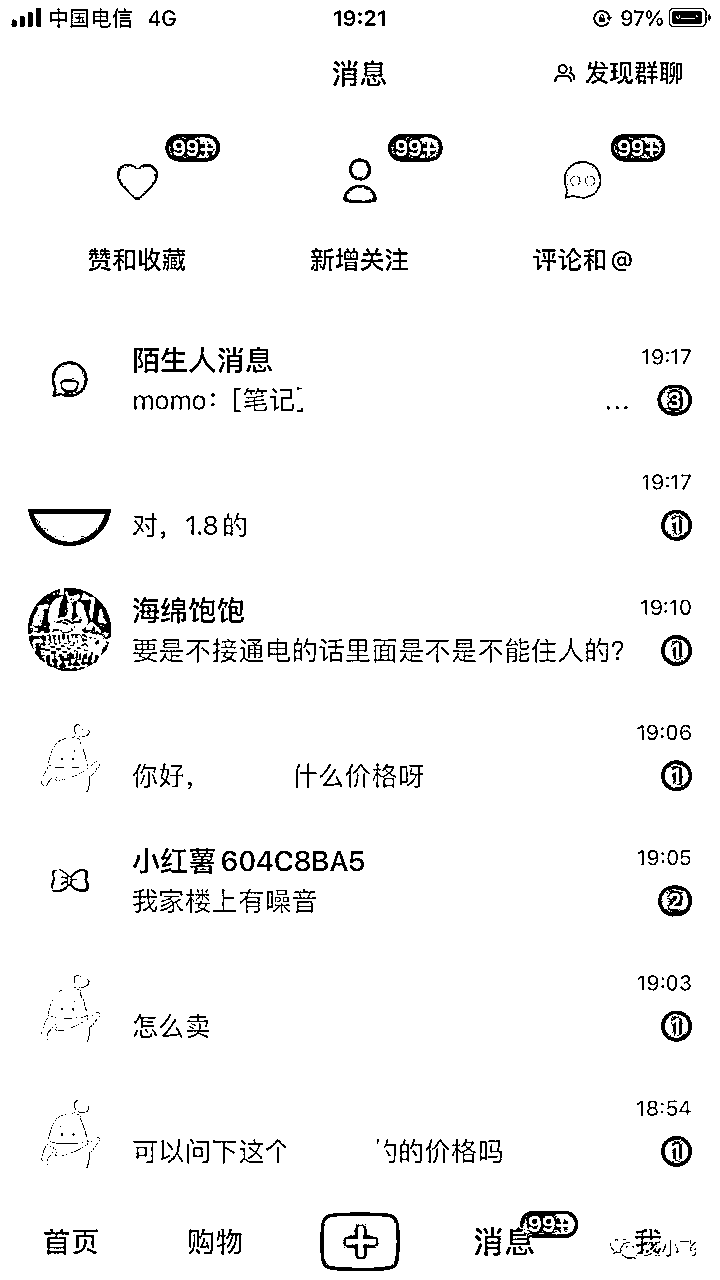 中国电信 4G 19:21 97%
消息 发现群聊
99+ 99+ 99+
赞和收藏 新增关注 评论和@
陌生人消息 19:17
momo：[笔记] ... 3
19:17
对，1.8的 1
海绵饱饱 19:10
要是不接通电的话里面是不是不能住人的？ 1
19:06
你好， 什么价格呀 1
小红薯604C8BA5 19:05
我家楼上有噪音 2
19:03
怎么卖 1
18:54
可以问下这个 的价格吗 1
首页 购物 消息 99+ 我
小飞